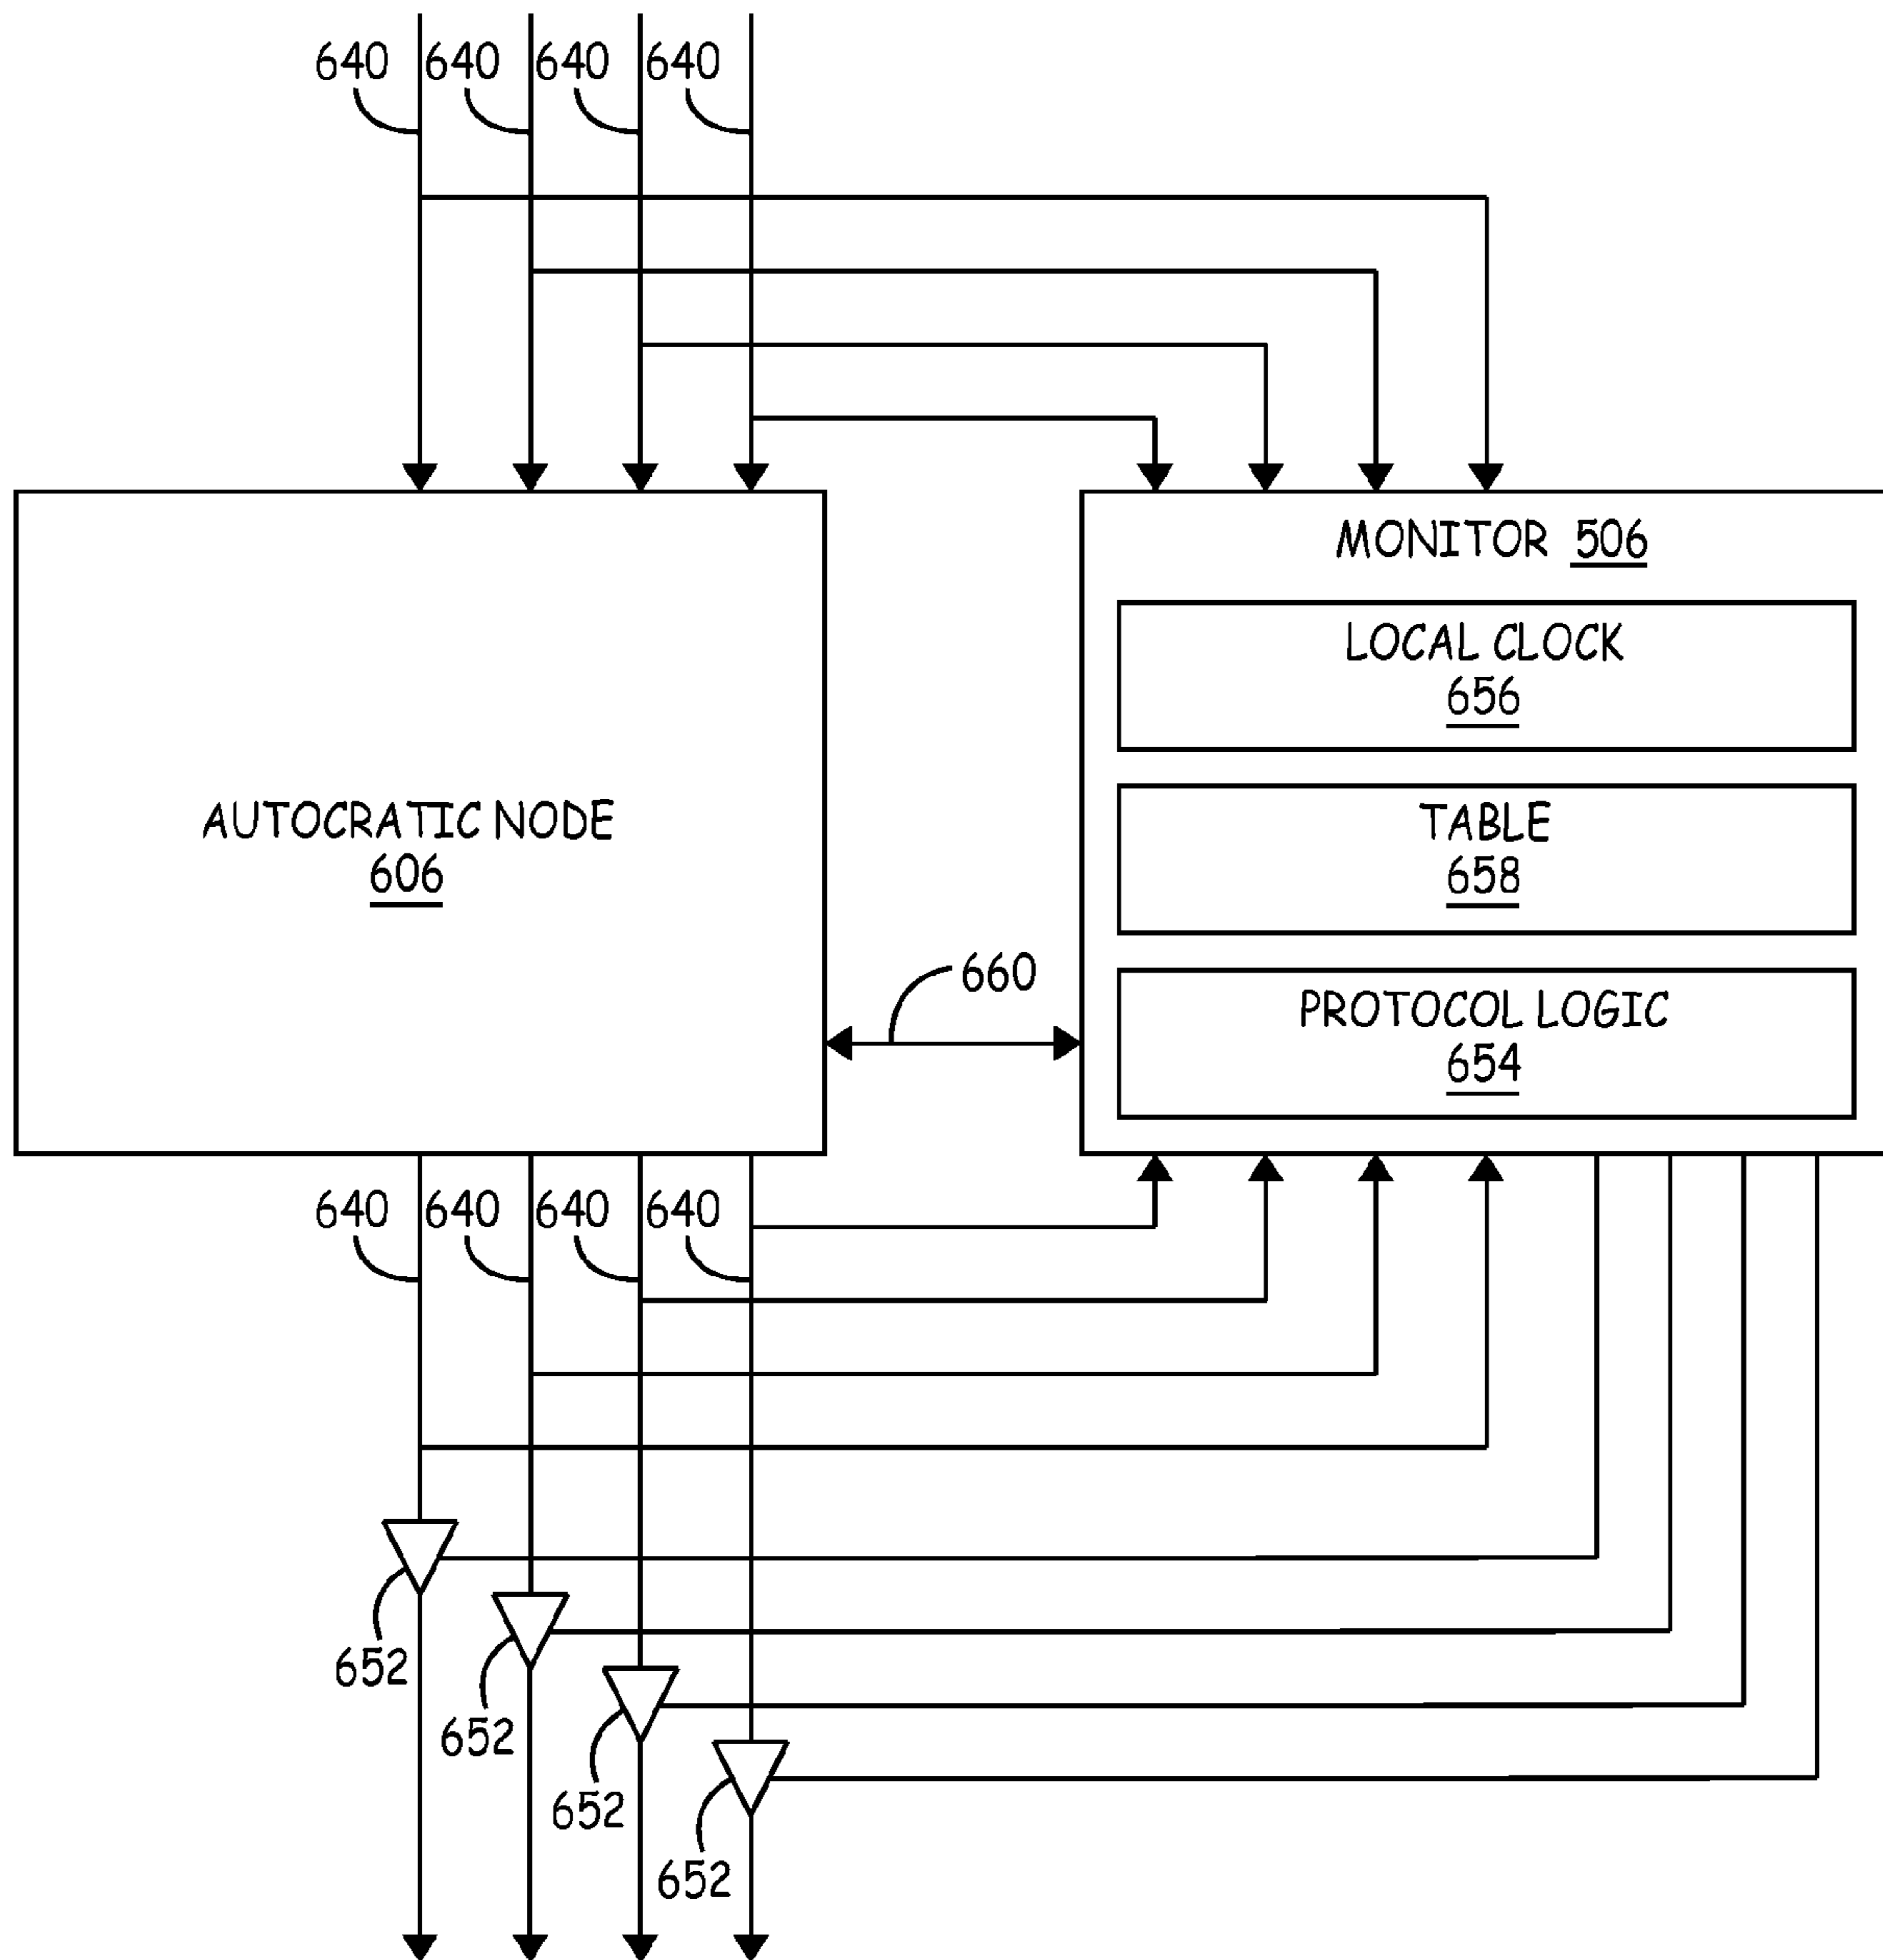 640 640 640 640
MONITOR 506
LOCAL CLOCK
656
AUTOCRATIC NODE
606
TABLE
658
660
PROTOCOL LOGIC
654
640 640 640 640
652
652
652
652